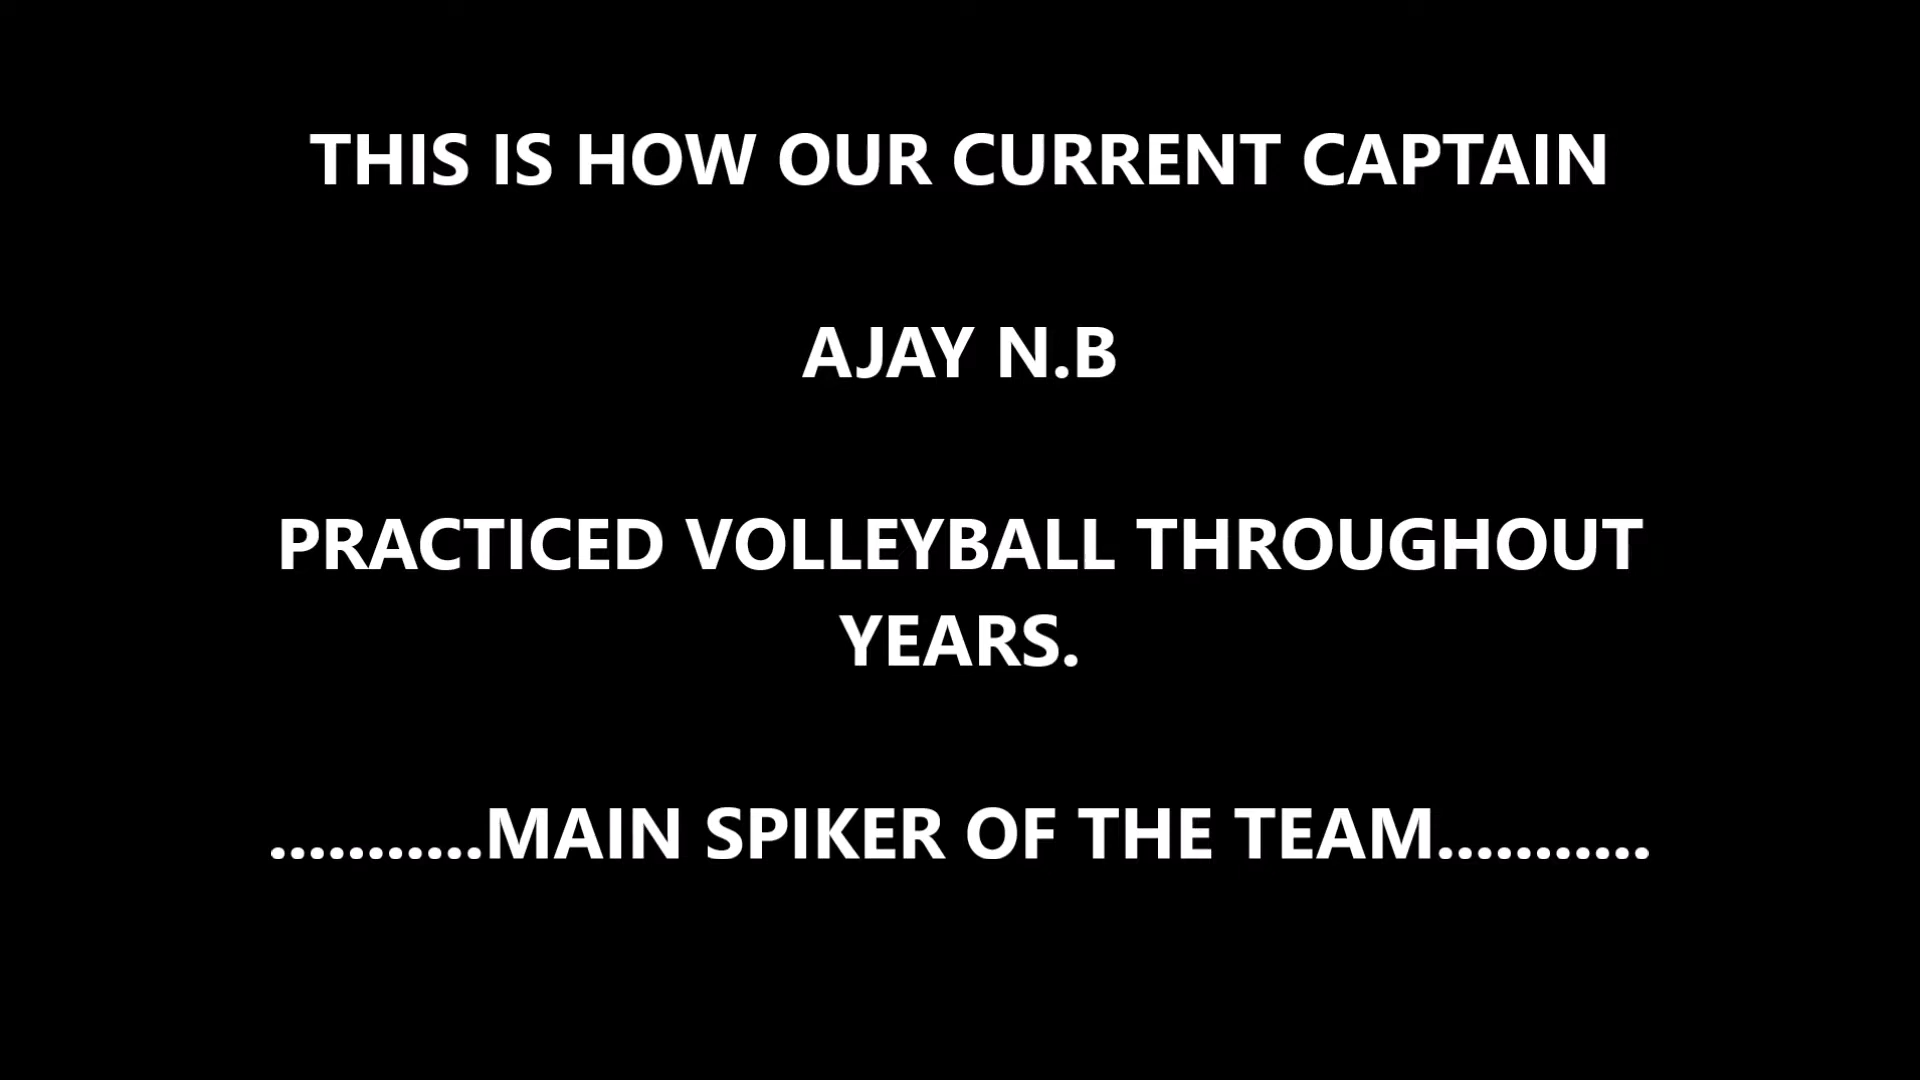 THIS IS HOW OUR CURRENT CAPTAIN
AJAY N.B
PRACTICED VOLLEYBALL THROUGHOUT
YEARS.
...........MAIN SPIKER OF THE TEAM...........